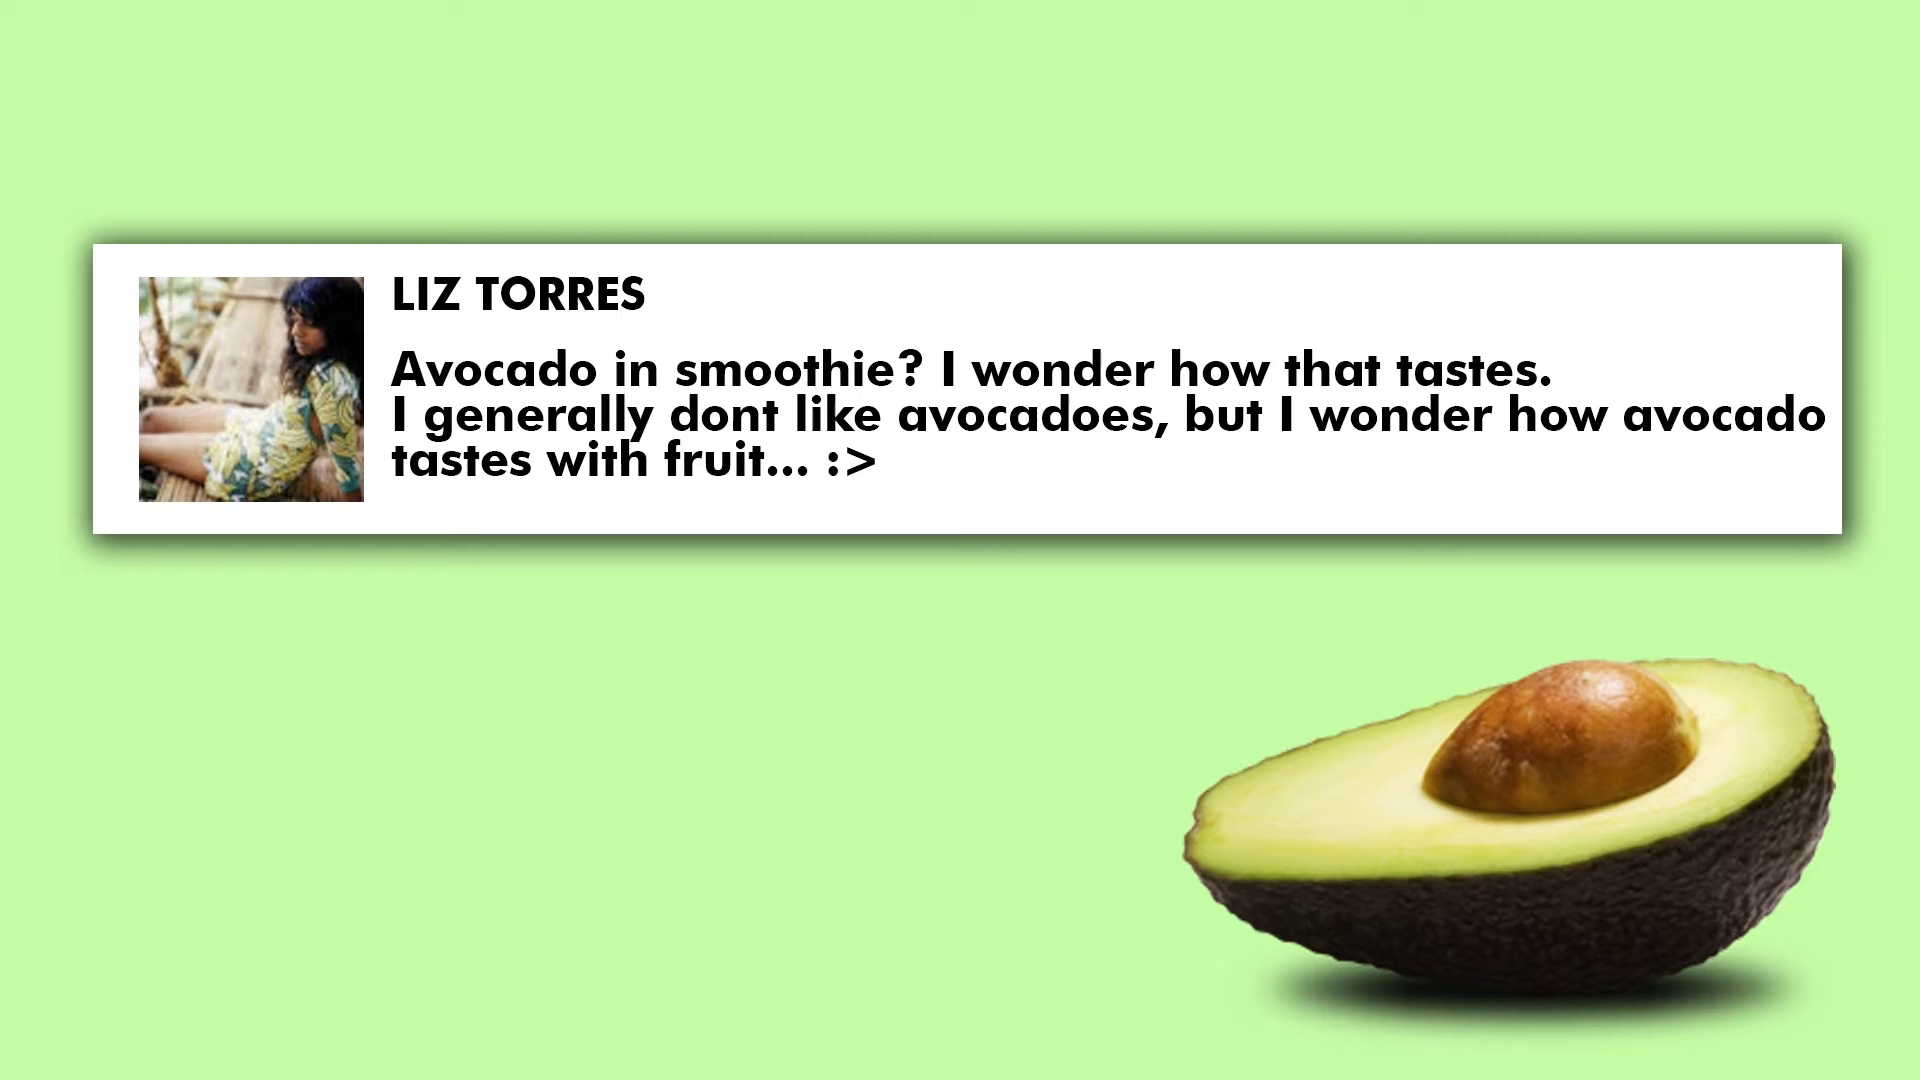 LIZ TORRES
Avocado in smoothie? I wonder how that tastes.
I generally dont like avocadoes, but I wonder how avocado
tastes with fruit... :>